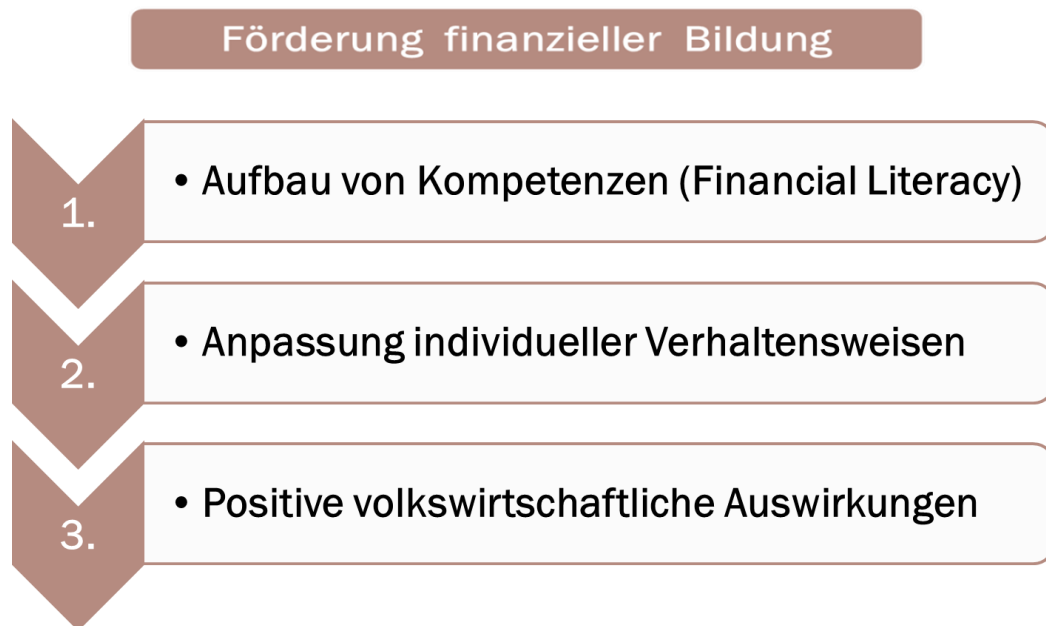 Förderung finanzieller Bildung
1.
• Aufbau von Kompetenzen (Financial Literacy)
2.
• Anpassung individueller Verhaltensweisen
3.
• Positive volkswirtschaftliche Auswirkungen